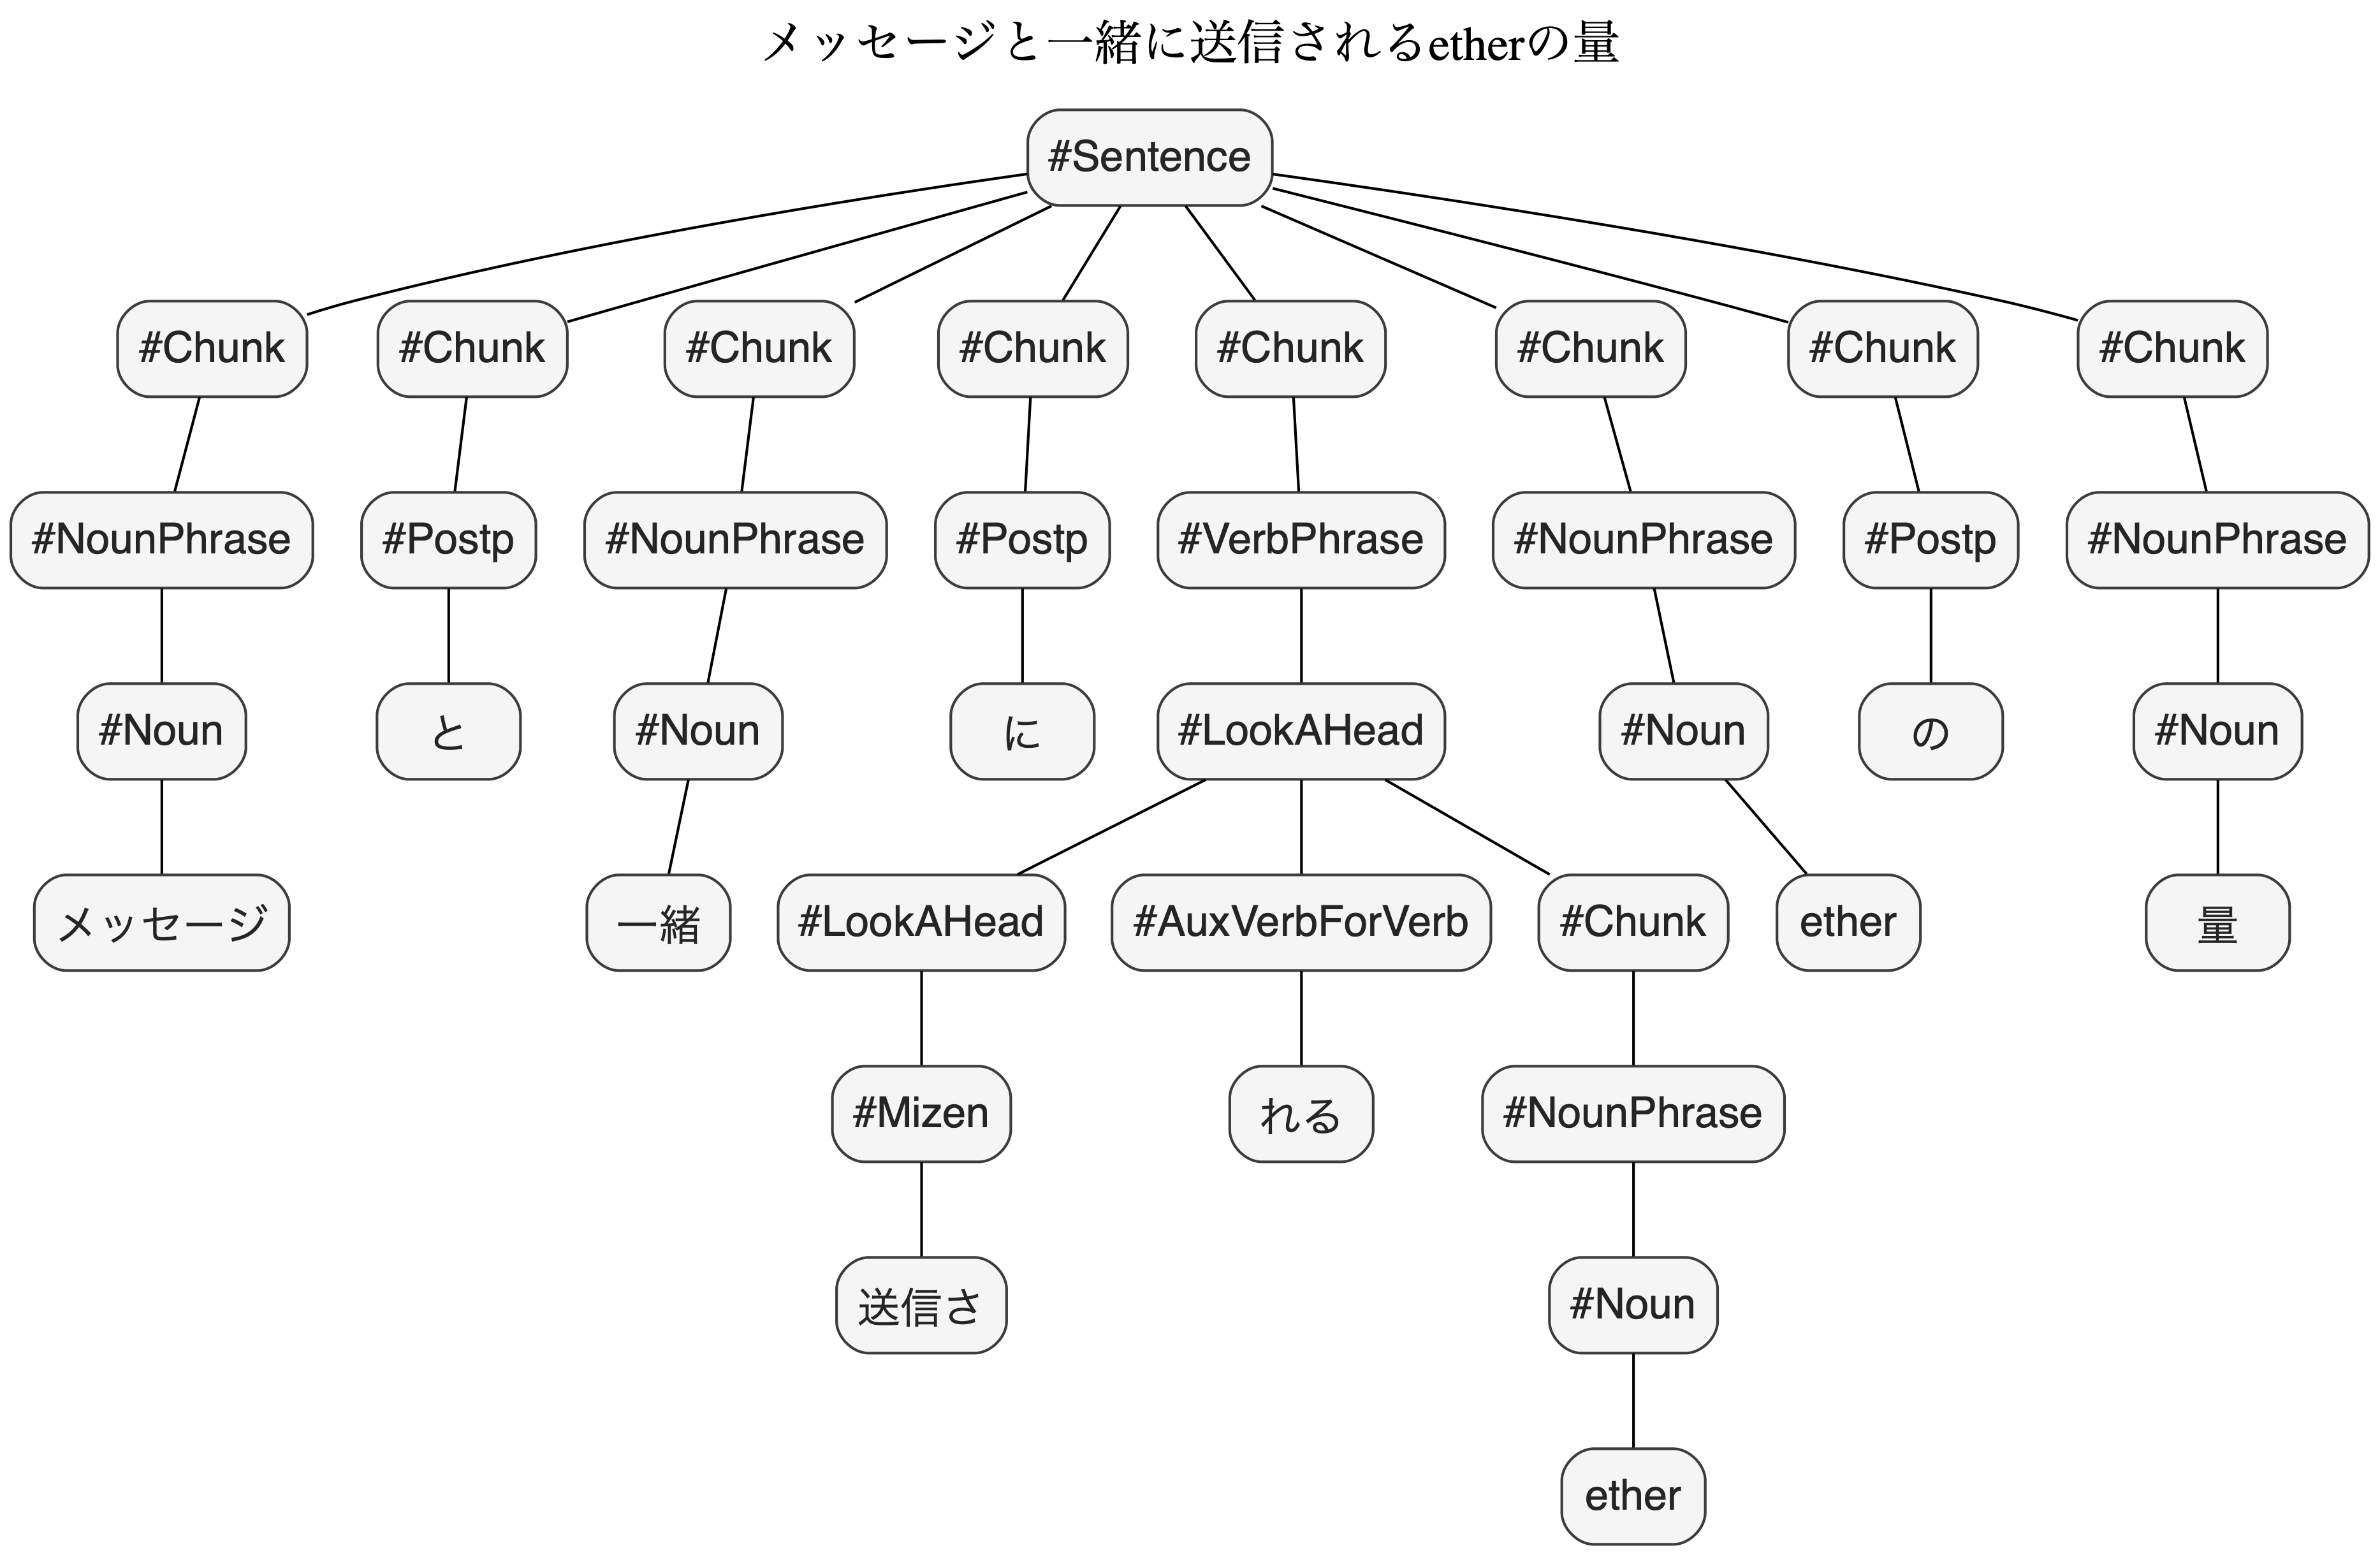 メッセージと一緒に送信されるetherの量
#Sentence
#Chunk #Chunk #Chunk #Chunk #Chunk #Chunk #Chunk #Chunk
#NounPhrase #Postp #NounPhrase #Postp #VerbPhrase #NounPhrase #Postp #NounPhrase
#Noun と #Noun に #LookAHead #Noun の #Noun
メッセージ 一緒 #LookAHead #AuxVerbForVerb #Chunk ether 量
#Mizen れる #NounPhrase
送信さ #Noun
ether